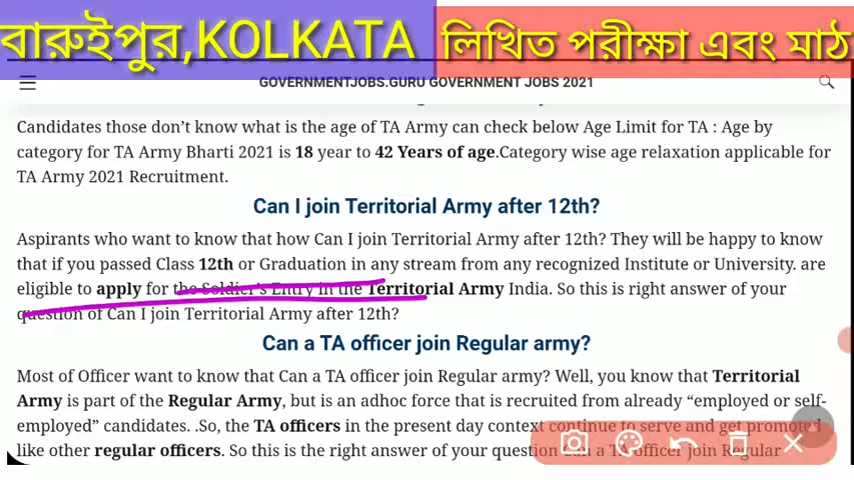 বারুইপুর,KOLKATA লিখিত পরীক্ষা এবং মাঠ
GOVERNMENTJOBS.GURU GOVERNMENT JOBS 2021
Candidates those don't know what is the age of TA Army can check below Age Limit for TA : Age by
category for TA Army Bharti 2021 is 18 year to 42 Years of age.Category wise age relaxation applicable for
TA Army 2021 Recruitment.
Can I join Territorial Army after 12th?
Aspirants who want to know that how Can I join Territorial Army after 12th? They will be happy to know
that if you passed Class 12th or Graduation in any stream from any recognized Institute or University. are
eligible to apply for the Soldier's Entry in the Territorial Army India. So this is right answer of your
question of Can I join Territorial Army after 12th?
Can a TA officer join Regular army?
Most of Officer want to know that Can a TA officer join Regular army? Well, you know that Territorial
Army is part of the Regular Army, but is an adhoc force that is recruited from already “employed or self-
employed” candidates. .So, the TA officers in the present day context continue to serve and get promoted
like other regular officers. So this is the right answer of your question Can a TA officer join Regular